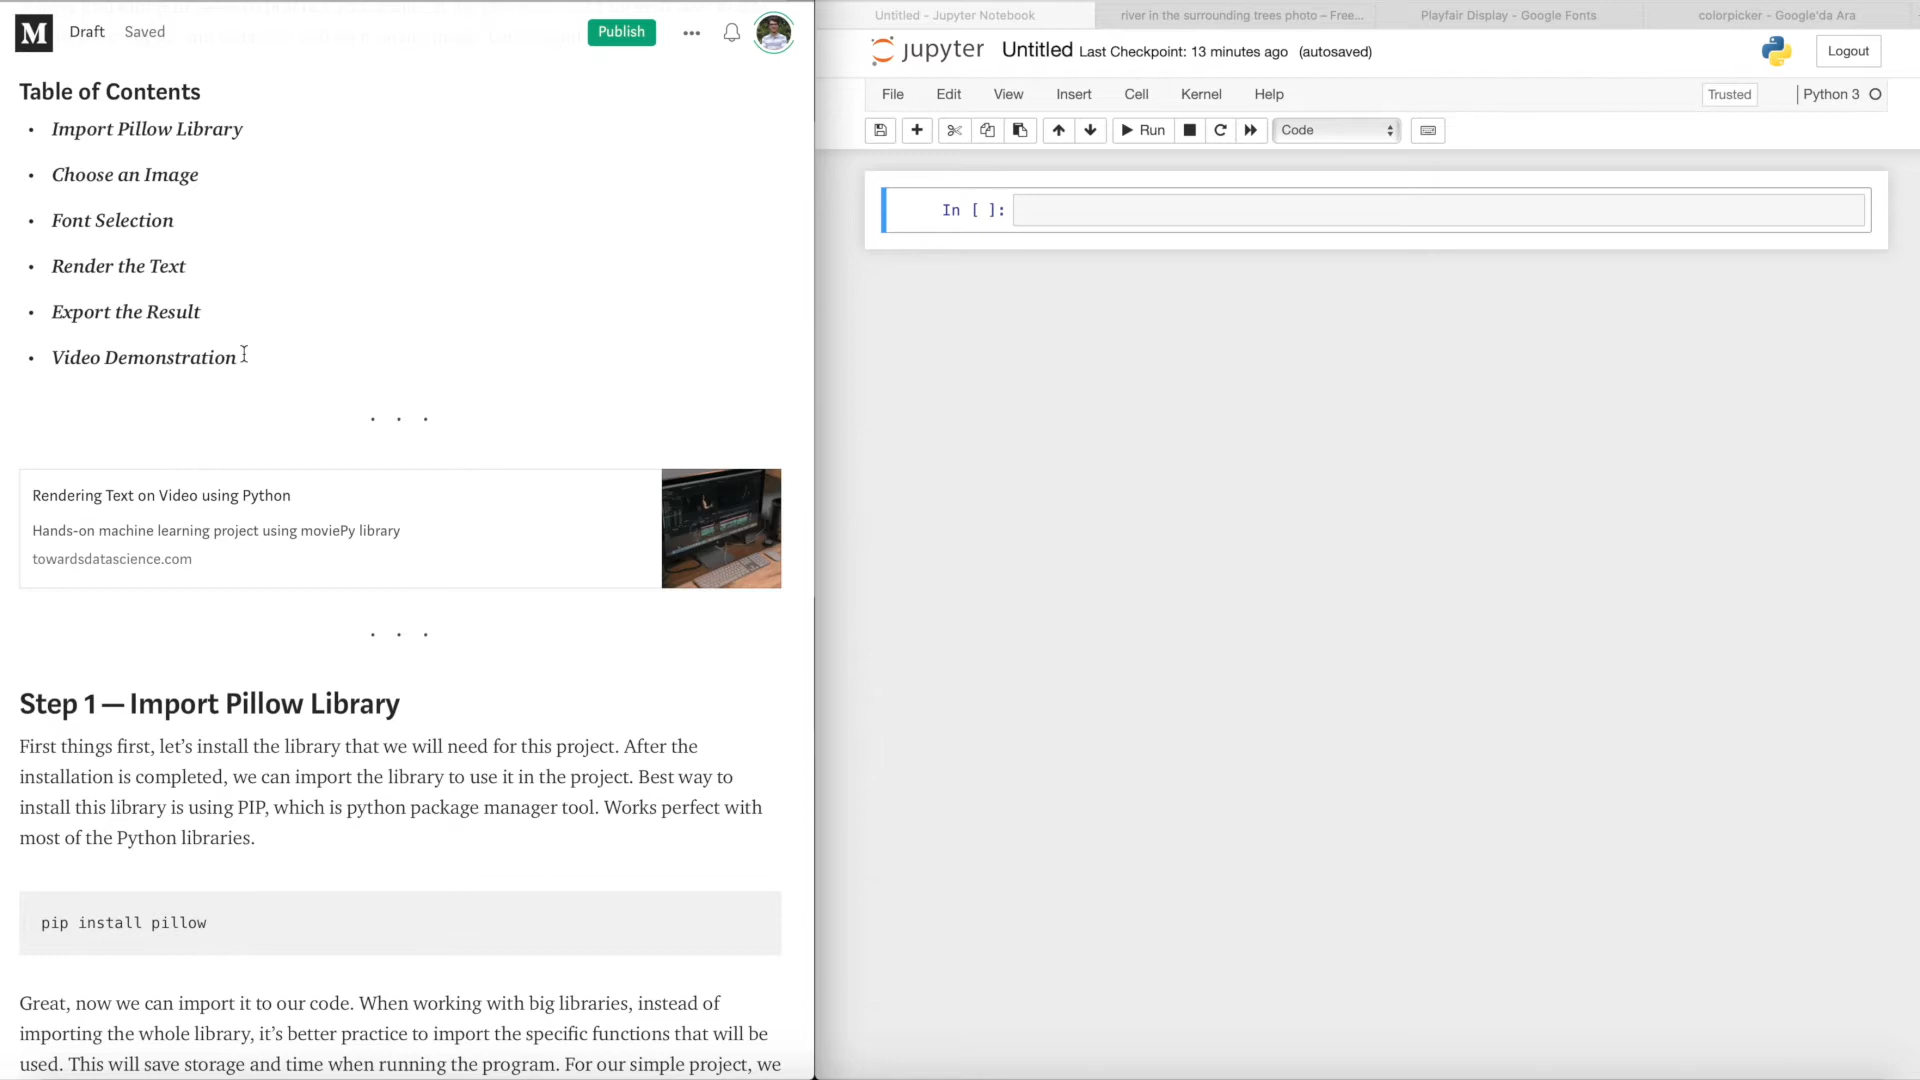 M Draft Saved Publish
Table of Contents
• Import Pillow Library
• Choose an Image
• Font Selection
• Render the Text
• Export the Result
• Video Demonstration
. . .
Rendering Text on Video using Python
Hands-on machine learning project using moviePy library
towardsdatascience.com
. . .
Step 1 — Import Pillow Library
First things first, let’s install the library that we will need for this project. After the
installation is completed, we can import the library to use it in the project. Best way to
install this library is using PIP, which is python package manager tool. Works perfect with
most of the Python libraries.
pip install pillow
Great, now we can import it to our code. When working with big libraries, instead of
importing the whole library, it’s better practice to import the specific functions that will be
used. This will save storage and time when running the program. For our simple project, we
Untitled - Jupyter Notebook
river in the surrounding trees photo – Free...
Playfair Display - Google Fonts
colorpicker - Google'da Ara
jupyter Untitled Last Checkpoint: 13 minutes ago (autosaved)
Logout
File Edit View Insert Cell Kernel Help
Trusted
Python 3
Run
Code
In [ ]: